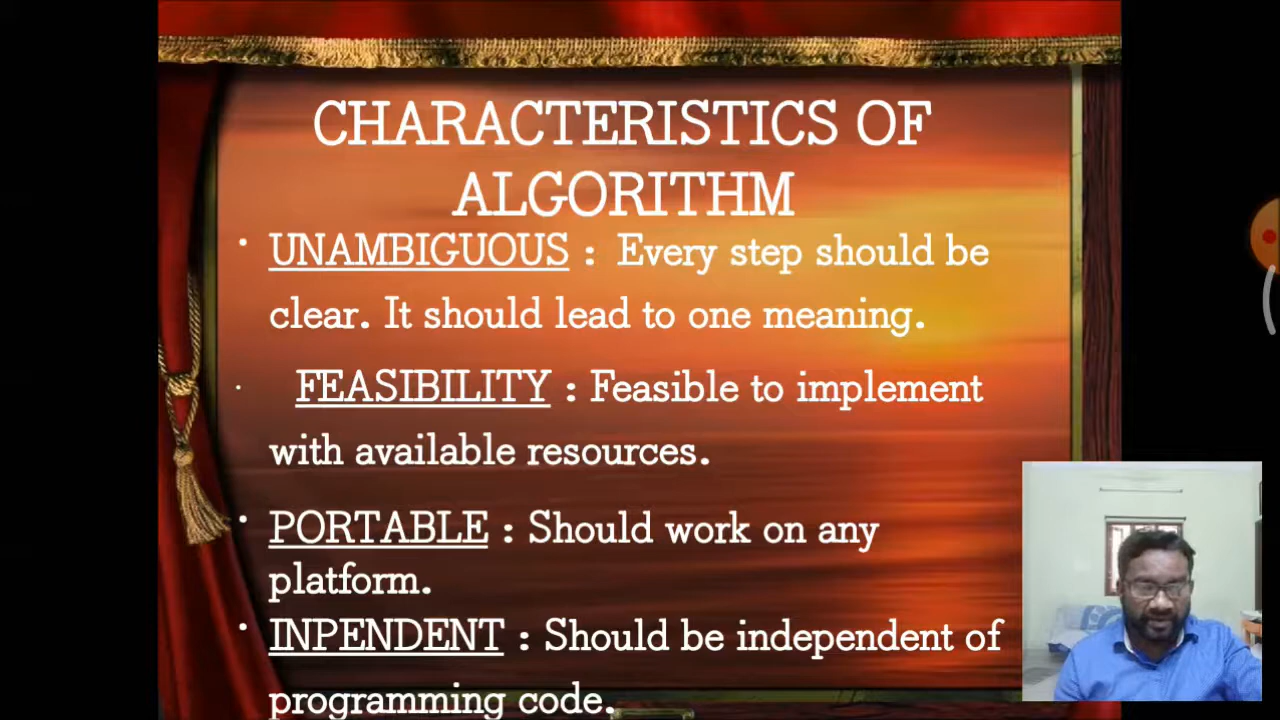 CHARACTERISTICS OF
ALGORITHM
• UNAMBIGUOUS : Every step should be
clear. It should lead to one meaning.
• FEASIBILITY : Feasible to implement
with available resources.
• PORTABLE : Should work on any
platform.
• INPENDENT : Should be independent of
programming code.